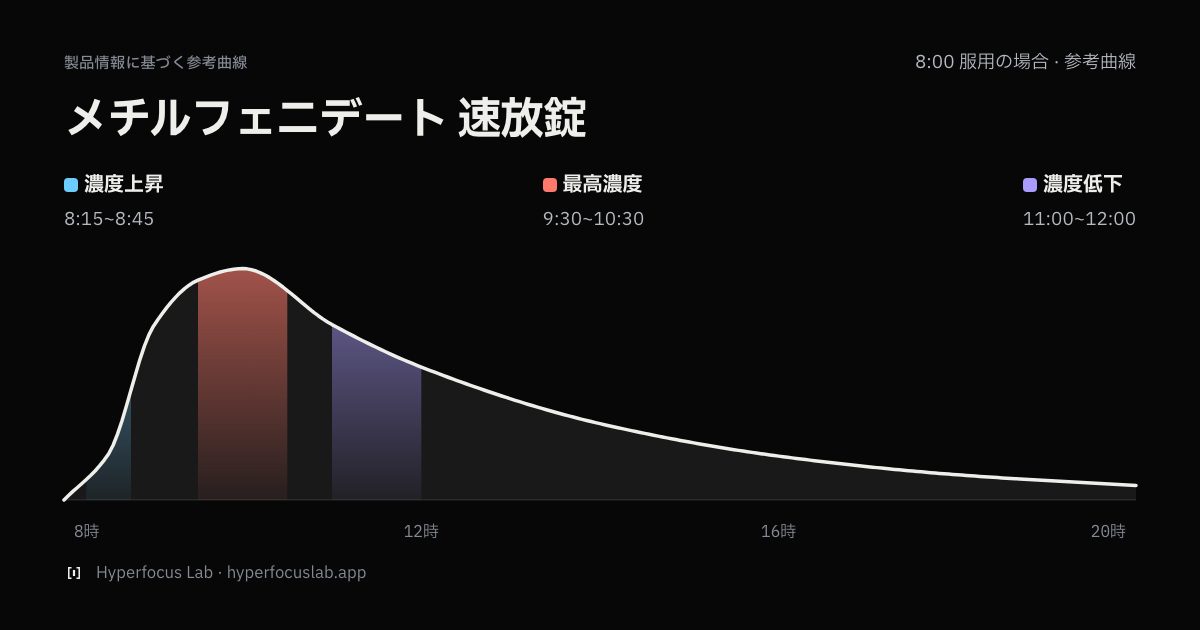 製品情報に基づく参考曲線
8:00 服用の場合 · 参考曲線
メチルフェニデート 速放錠
濃度上昇
8:15~8:45
最高濃度
9:30~10:30
濃度低下
11:00~12:00
8時
12時
16時
20時
Hyperfocus Lab · hyperfocuslab.app